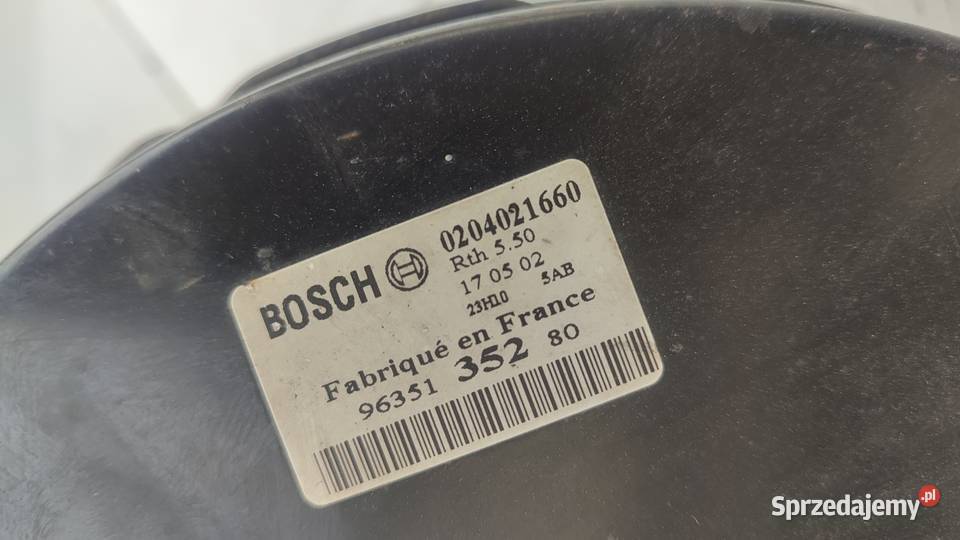 BOSCH 0204021660
Rth 5.50
17 05 02
23H10 5AB
Fabriqué en France
96351 352 80
Sprzedajemy.pl